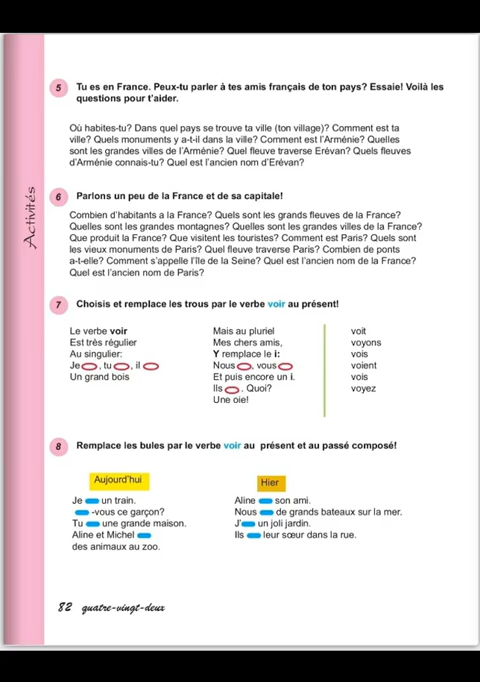 Activités
5 Tu es en France. Peux-tu parler à tes amis français de ton pays? Essaie! Voilà les
questions pour t'aider.
Où habites-tu? Dans quel pays se trouve ta ville (ton village)? Comment est ta
ville? Quels monuments y a-t-il dans la ville? Comment est l'Arménie? Quelles
sont les grandes villes de l'Arménie? Quel fleuve traverse Erévan? Quels fleuves
d'Arménie connais-tu? Quel est l'ancien nom d'Erévan?
6 Parlons un peu de la France et de sa capitale!
Combien d'habitants a la France? Quels sont les grands fleuves de la France?
Quelles sont les grandes montagnes? Quelles sont les grandes villes de la France?
Que produit la France? Que visitent les touristes? Comment est Paris? Quels sont
les vieux monuments de Paris? Quel fleuve traverse Paris? Combien de ponts
a-t-elle? Comment s'appelle l'île de la Seine? Quel est l'ancien nom de la France?
Quel est l'ancien nom de Paris?
7 Choisis et remplace les trous par le verbe voir au présent!
Le verbe voir
Est très régulier
Au singulier:
Je , tu , il
Un grand bois
Mais au pluriel
Mes chers amis,
Y remplace le i:
Nous , vous
Et puis encore un i.
Ils . Quoi?
Une oie!
voit
voyons
vois
voient
vois
voyez
8 Remplace les bules par le verbe voir au présent et au passé composé!
Aujourd'hui
Je un train.
-vous ce garçon?
Tu une grande maison.
Aline et Michel
des animaux au zoo.
Hier
Aline son ami.
Nous de grands bateaux sur la mer.
J' un joli jardin.
Ils leur sœur dans la rue.
82 quatre-vingt-deux